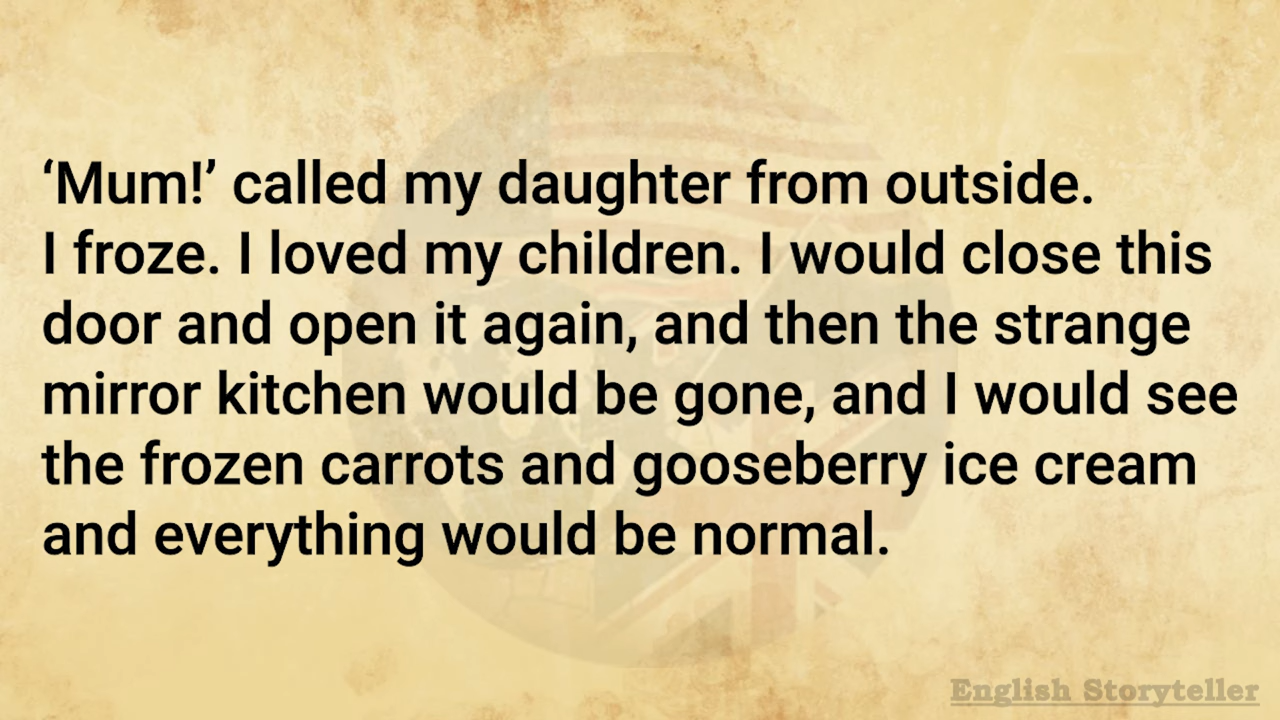 ‘Mum!’ called my daughter from outside.
I froze. I loved my children. I would close this
door and open it again, and then the strange
mirror kitchen would be gone, and I would see
the frozen carrots and gooseberry ice cream
and everything would be normal.
English Storyteller